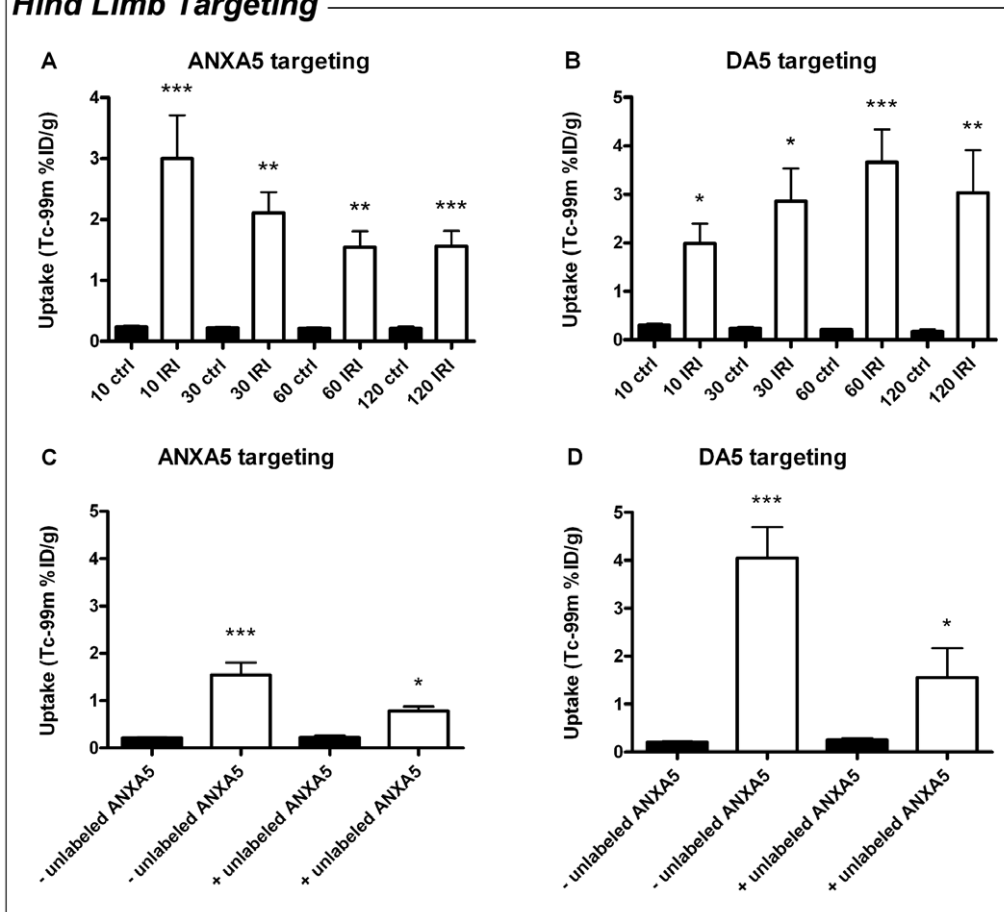 Hind Limb Targeting
A ANXA5 targeting
Uptake (Tc-99m %ID/g)
4
3
2
1
0
***
**
**
***
10 ctrl
10 IRI
30 ctrl
30 IRI
60 ctrl
60 IRI
120 ctrl
120 IRI
B DA5 targeting
Uptake (Tc-99m %ID/g)
5
4
3
2
1
0
*
*
***
**
10 ctrl
10 IRI
30 ctrl
30 IRI
60 ctrl
60 IRI
120 ctrl
120 IRI
C ANXA5 targeting
Uptake (Tc-99m %ID/g)
5
4
3
2
1
0
***
*
- unlabeled ANXA5
- unlabeled ANXA5
+ unlabeled ANXA5
+ unlabeled ANXA5
D DA5 targeting
Uptake (Tc-99m %ID/g)
5
4
3
2
1
0
***
*
- unlabeled ANXA5
- unlabeled ANXA5
+ unlabeled ANXA5
+ unlabeled ANXA5